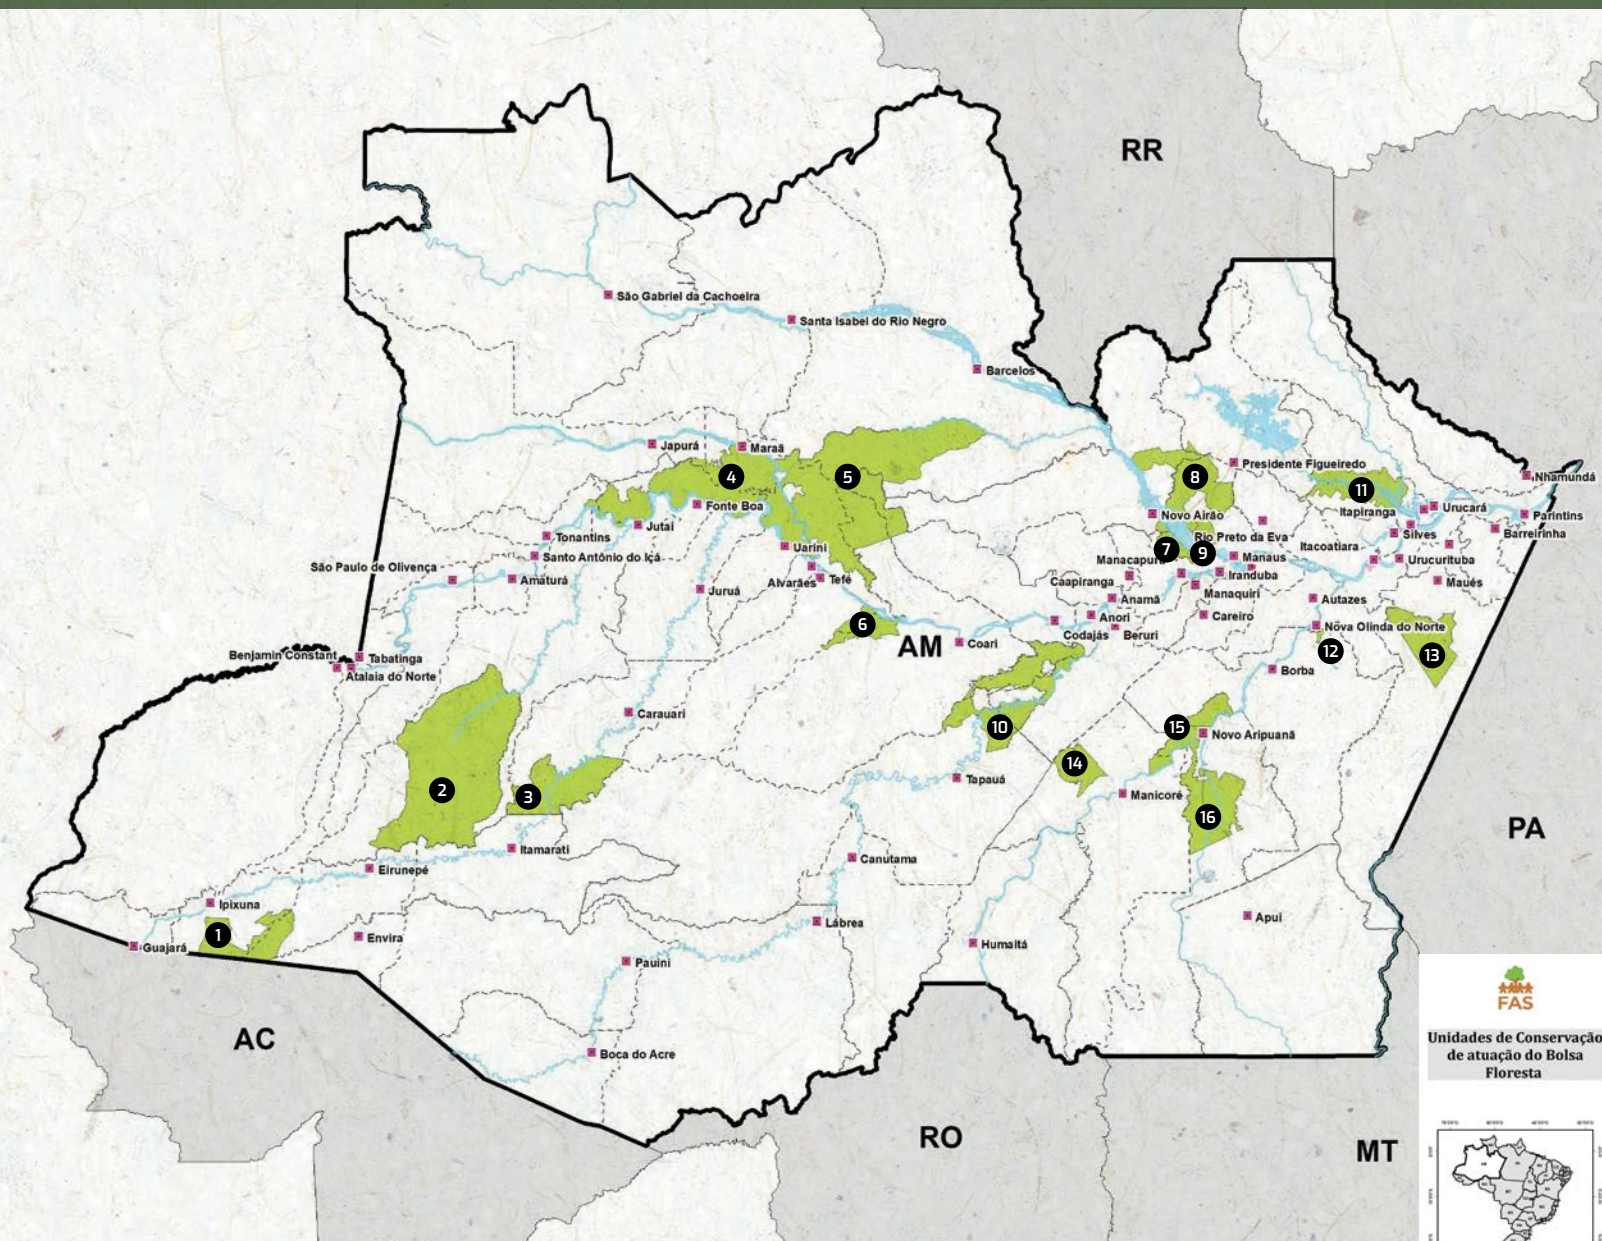 RR
São Gabriel da Cachoeira
Santa Isabel do Rio Negro
Barcelos
Japurá
Maraã
4
5
8
Presidente Figueiredo
11
Nhamundá
Fonte Boa
Jutaí
Novo Airão
Itapiranga
Urucará
Parintins
Tonantins
Rio Preto da Eva
Silves
Barreirinha
Uarini
7
9
Itacoatiara
Santo Antônio do Içá
Manaus
Manacapuru
Urucurituba
São Paulo de Olivença
Amaturá
Alvarães
Tefé
Caapiranga
Iranduba
Maués
Juruá
Manaquiri
Anamã
Autazes
Anori
Careiro
6
Codajás
Beruri
Nova Olinda do Norte
AM
Coari
12
13
Benjamin Constant
Tabatinga
Atalaia do Norte
Borba
Carauari
10
15
Novo Aripuanã
14
Tapauá
2
3
Manicoré
16
PA
Itamarati
Canutama
Eirunepé
Ipixuna
Lábrea
Apui
1
Envira
Guajará
Humaitá
Pauini
AC
Boca do Acre
RO
MT
FAS
Unidades de Conservação
de atuação do Bolsa
Floresta